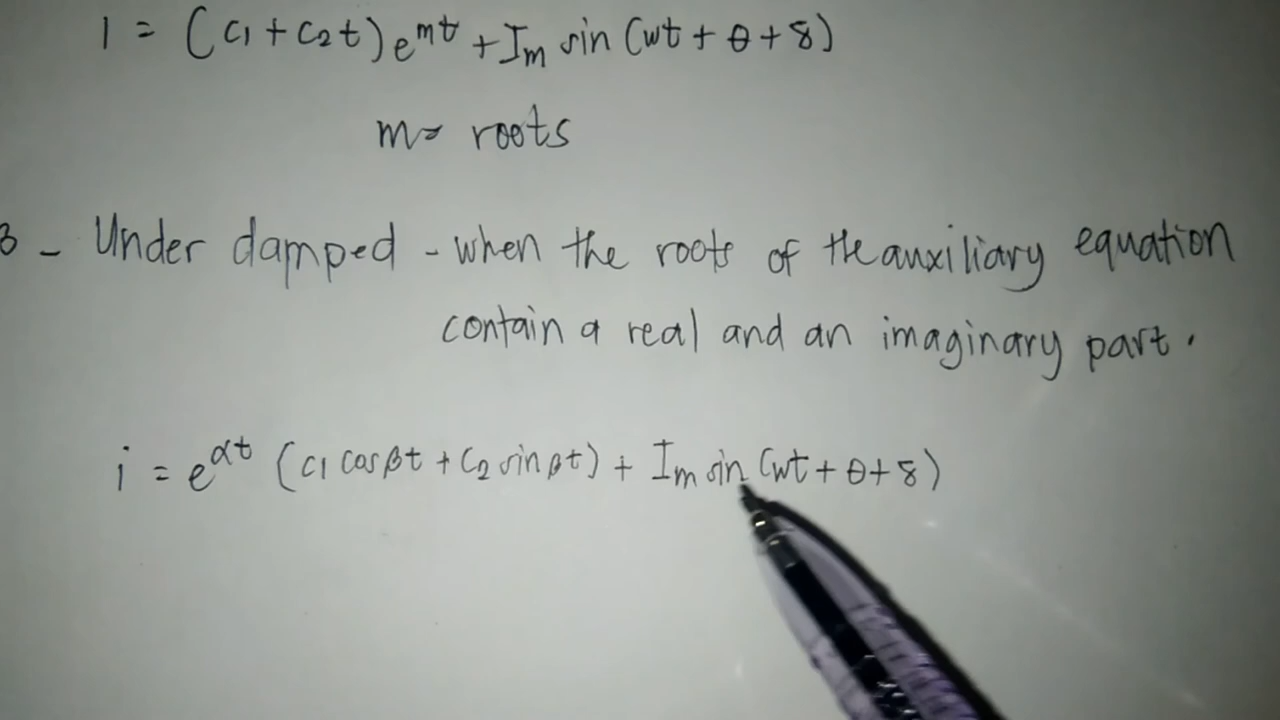 i = (c1 + c2t)e^mt + Im sin (wt + θ + δ)
m = roots
3 - Under damped - when the roots of the auxiliary equation
contain a real and an imaginary part.
i = e^αt (c1 cos βt + c2 sin βt) + Im sin (wt + θ + δ)